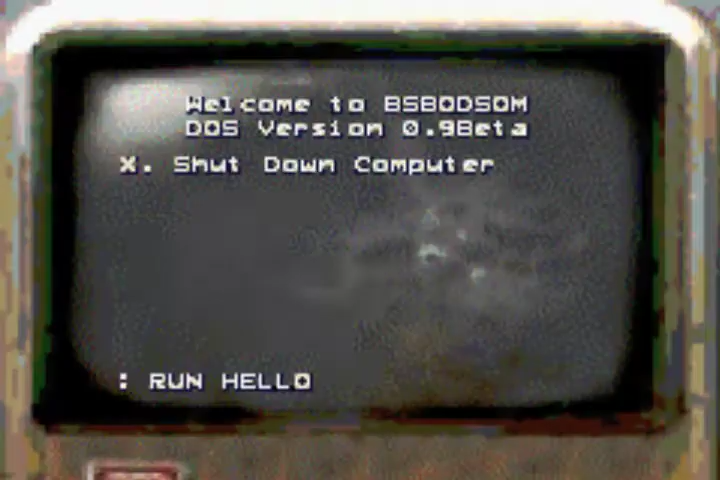 Welcome to BSBODSOM
DOS Version 0.9Beta
X. Shut Down Computer
: RUN HELLO